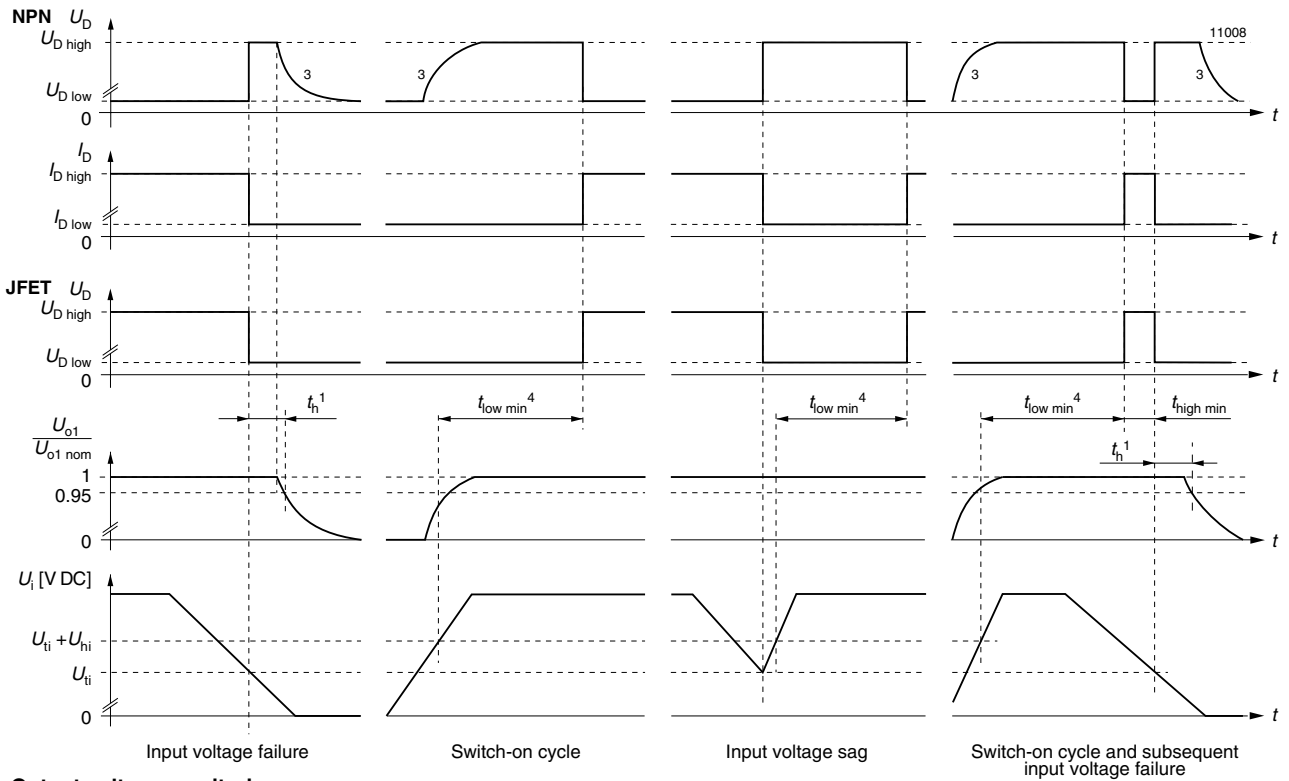 NPN U_D
U_D high
11008
3 3 3 3
U_D low
0
t
I_D
I_D high
I_D low
0
t
JFET U_D
U_D high
U_D low
0
t
t_h^1 t_low min^4 t_low min^4 t_low min^4 t_high min
U_o1
U_o1 nom
t_h^1
1
0.95
0
t
U_i [V DC]
U_ti + U_hi
U_ti
0
t
Input voltage failure Switch-on cycle Input voltage sag Switch-on cycle and subsequent
input voltage failure